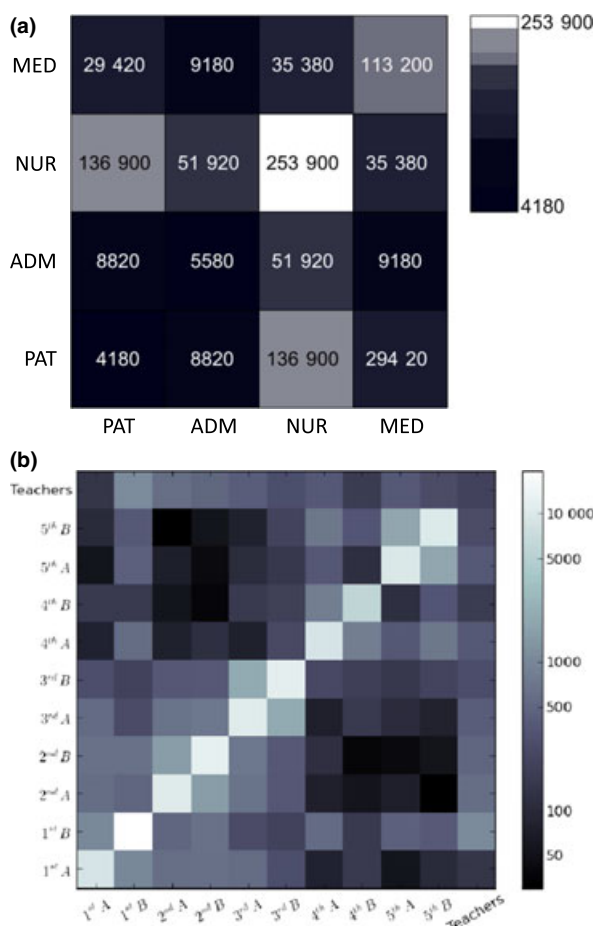 (a)
253 900
MED 29 420 9180 35 380 113 200
NUR 136 900 51 920 253 900 35 380
4180
ADM 8820 5580 51 920 9180
PAT 4180 8820 136 900 294 20
PAT ADM NUR MED
(b)
Teachers
5th B
10 000
5th A
5000
4th B
4th A
1000
3rd B
500
3rd A
2nd B
2nd A
100
1st B
50
1st A
1st A 1st B 2nd A 2nd B 3rd A 3rd B 4th A 4th B 5th A 5th B Teachers